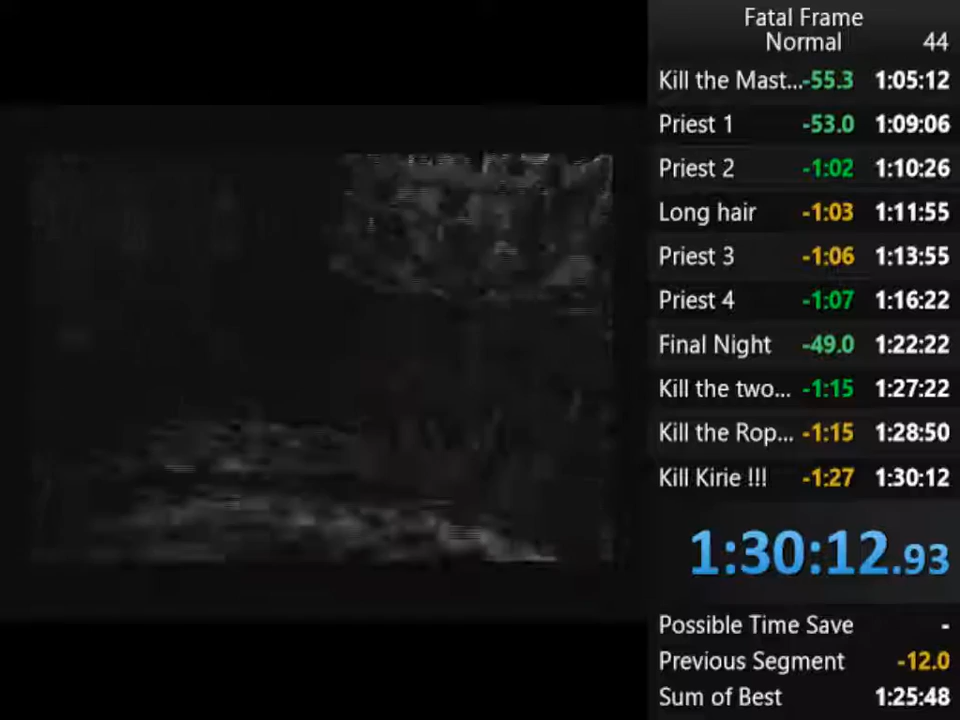 Fatal Frame
Normal 44
Kill the Mast... -55.3 1:05:12
Priest 1 -53.0 1:09:06
Priest 2 -1:02 1:10:26
Long hair -1:03 1:11:55
Priest 3 -1:06 1:13:55
Priest 4 -1:07 1:16:22
Final Night -49.0 1:22:22
Kill the two... -1:15 1:27:22
Kill the Rop... -1:15 1:28:50
Kill Kirie !!! -1:27 1:30:12
1:30:12.93
Possible Time Save -
Previous Segment -12.0
Sum of Best 1:25:48